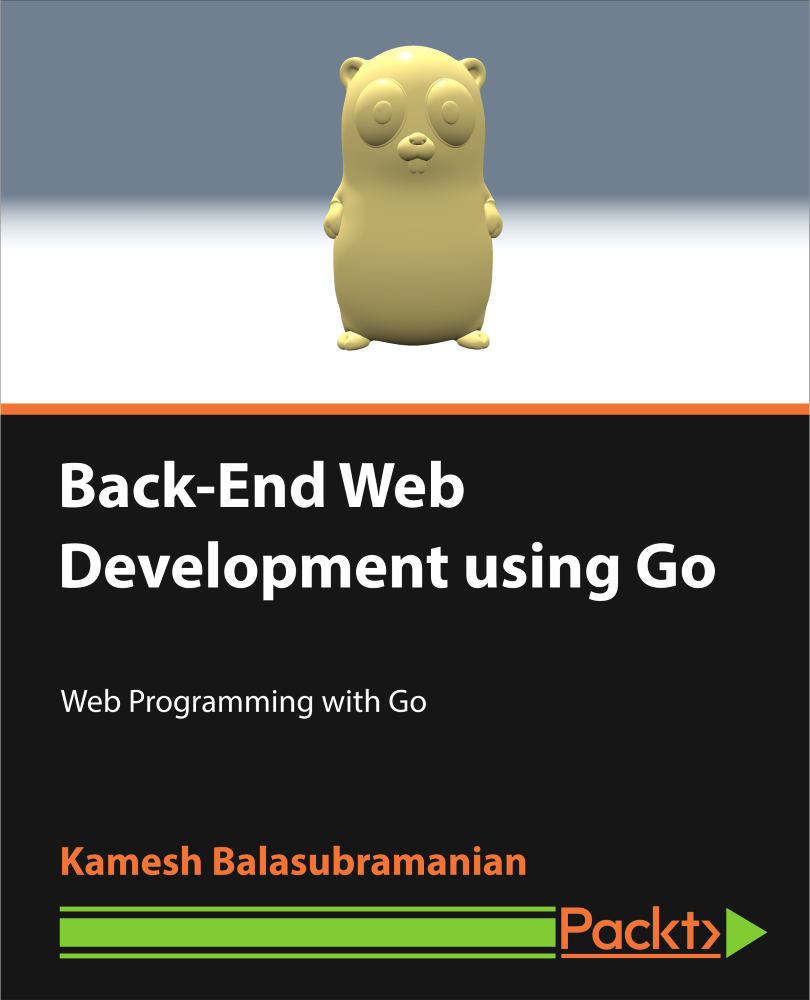 Back-End Web
Development using Go
Web Programming with Go
Kamesh Balasubramanian
Packt